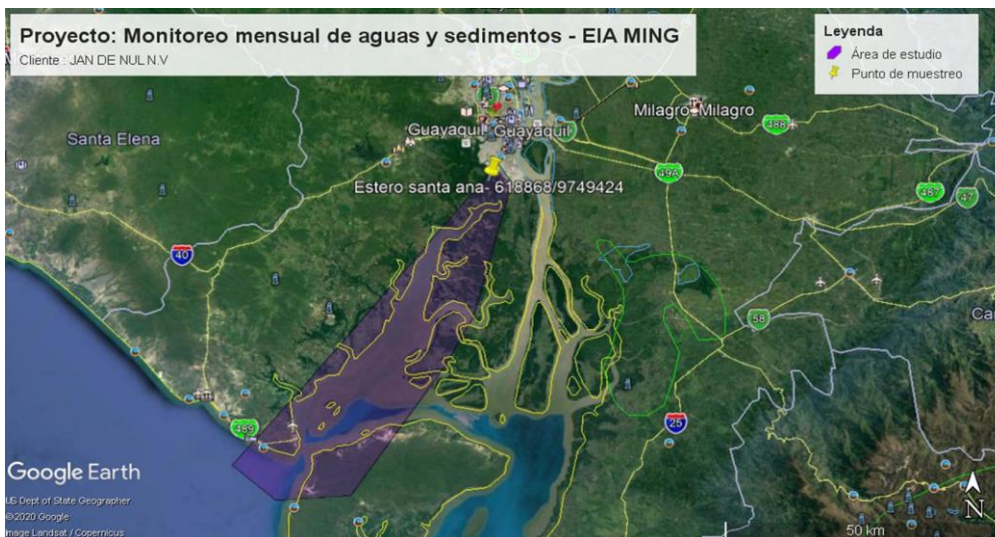 Proyecto: Monitoreo mensual de aguas y sedimentos - EIA MING
Cliente : JAN DE NUL N.V
Leyenda
Área de estudio
Punto de muestreo
Santa Elena
Guayaquil
Guayaquil
Milagro
Milagro
488
49A
487
47
Estero santa ana- 618868/9749424
40
58
Ca
25
489
Google Earth
US Dept of State Geographer
©2020 Google
Image Landsat / Copernicus
N
50 km